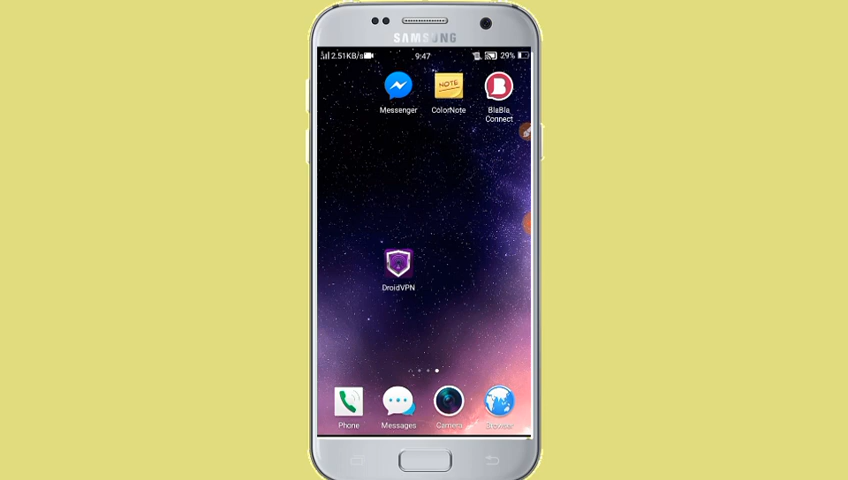 SAMSUNG
2.51KB/s 9:47 29%
Messenger ColorNote BlaBla
Connect
NOTE
DroidVPN
Phone Messages Camera Browser